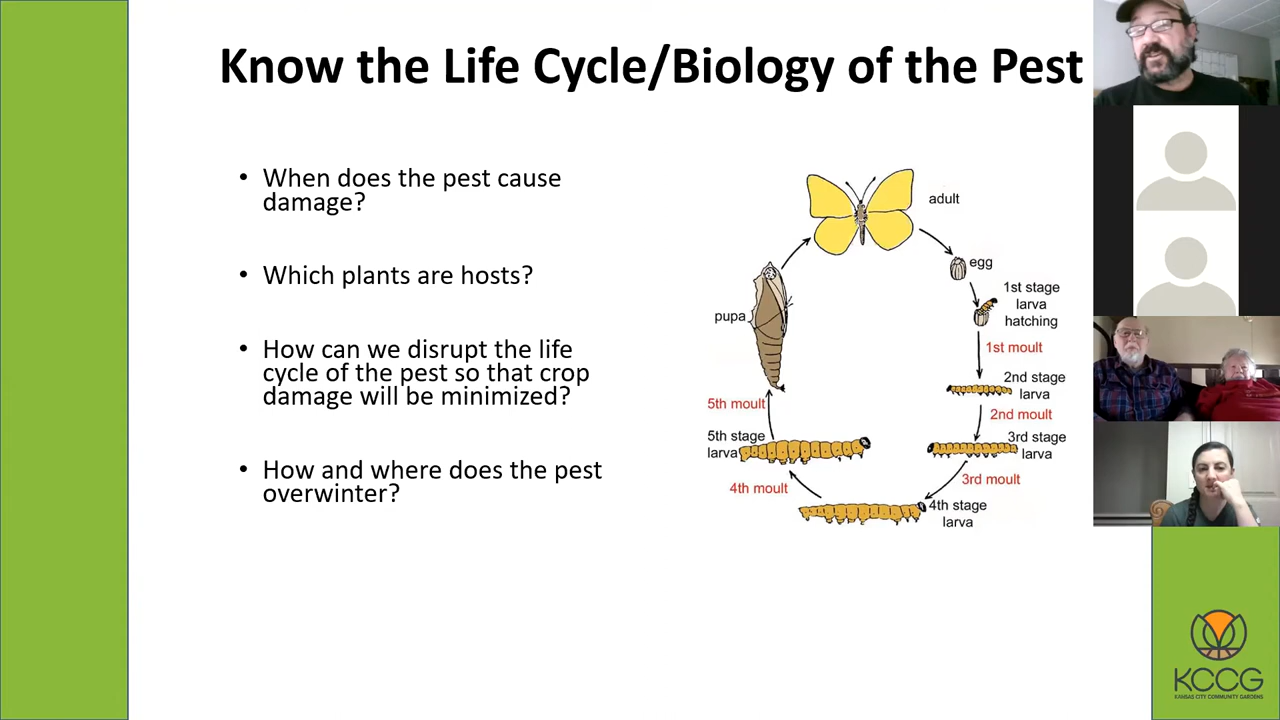 Know the Life Cycle/Biology of the Pest
• When does the pest cause
damage?
• Which plants are hosts?
• How can we disrupt the life
cycle of the pest so that crop
damage will be minimized?
• How and where does the pest
overwinter?
adult
egg
1st stage
larva
hatching
1st moult
2nd stage
larva
2nd moult
3rd stage
larva
3rd moult
4th stage
larva
4th moult
5th stage
larva
5th moult
pupa
KCCG
KANSAS CITY COMMUNITY GARDENS